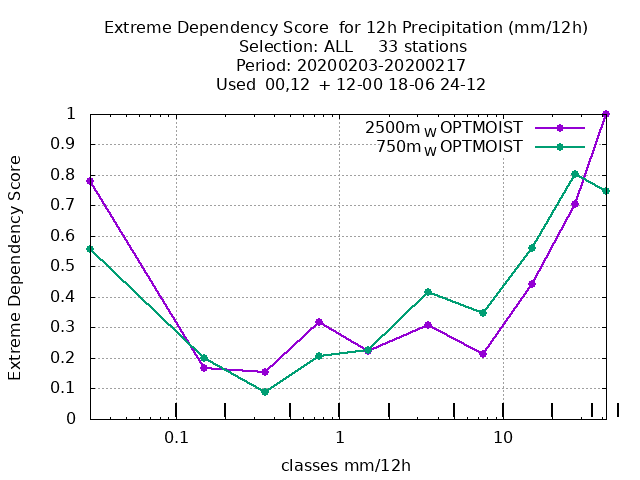 Extreme Dependency Score  for 12h Precipitation (mm/12h)
Selection: ALL     33 stations
Period: 20200203-20200217
Used  00,12  + 12-00 18-06 24-12
2500m W OPTMOIST
750m W OPTMOIST
1
0.9
0.8
0.7
0.6
0.5
0.4
0.3
0.2
0.1
0
Extreme Dependency Score
0.1 1 10
classes mm/12h